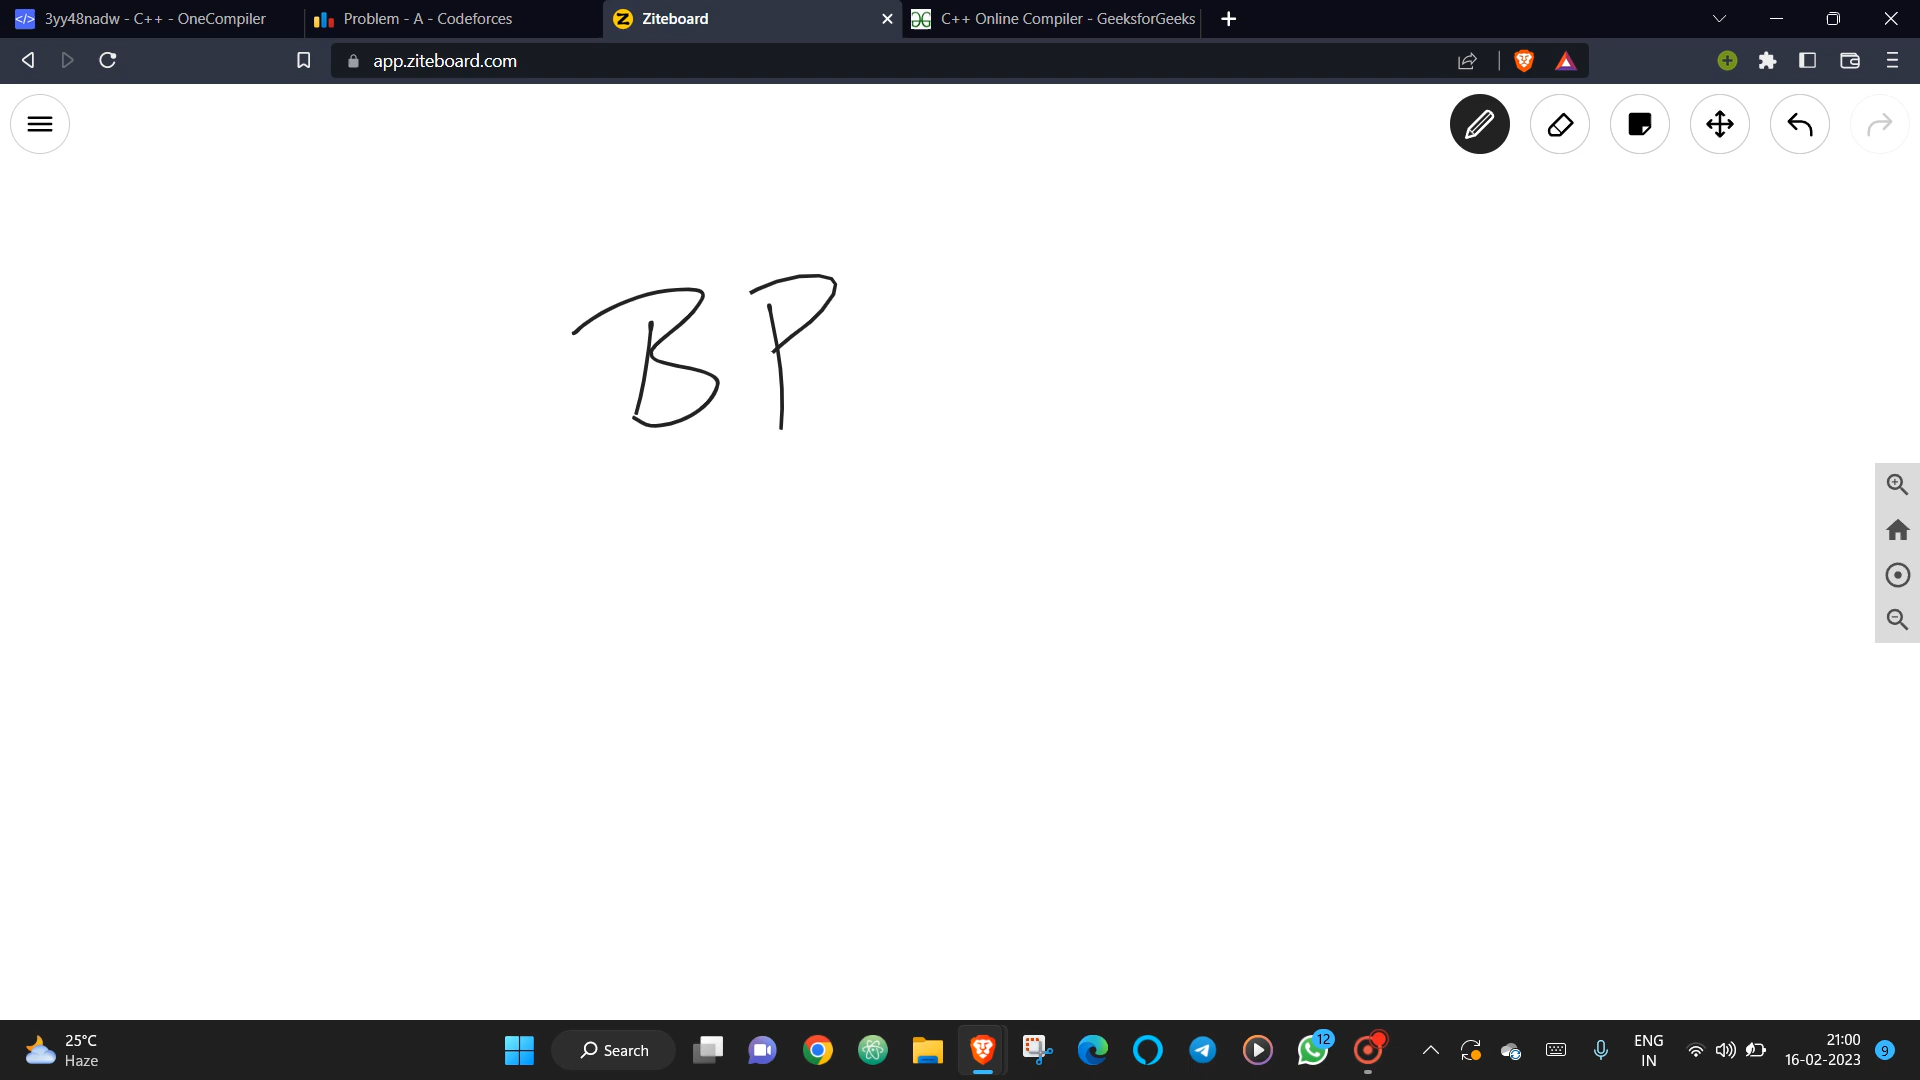 3yy48nadw - C++ - OneCompiler
Problem - A - Codeforces
Ziteboard
C++ Online Compiler - GeeksforGeeks
app.ziteboard.com
BP
25°C
Haze
Search
12
ENG
IN
21:00
16-02-2023
9